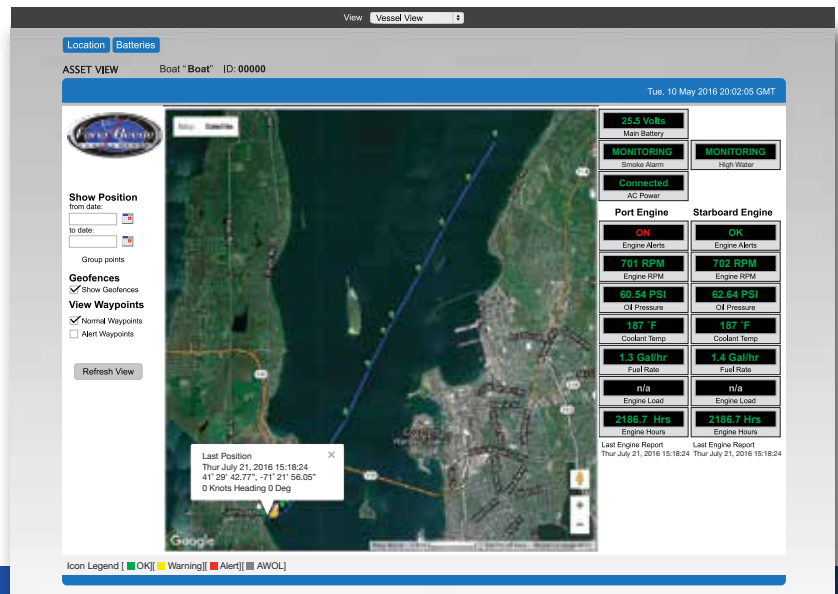 View Vessel View
Location Batteries
ASSET VIEW Boat "Boat" ID: 00000
Tue. 10 May 2016 20:02:05 GMT
Show Position
from date:
to date:
Group points
Geofences
Show Geofences
View Waypoints
Normal Waypoints
Alert Waypoints
Refresh View
Satellite
Last Position
Thur July 21, 2016 15:18:24
41° 29' 42.77", -71° 21' 56.05"
0 Knots Heading 0 Deg
Google
25.5 Volts
Main Battery
MONITORING MONITORING
Smoke Alarm High Water
Connected
AC Power
Port Engine Starboard Engine
ON OK
Engine Alerts Engine Alerts
701 RPM 702 RPM
Engine RPM Engine RPM
60.54 PSI 62.64 PSI
Oil Pressure Oil Pressure
187 °F 187 °F
Coolant Temp Coolant Temp
1.3 Gal/hr 1.4 Gal/hr
Fuel Rate Fuel Rate
n/a n/a
Engine Load Engine Load
2186.7 Hrs 2186.7 Hrs
Engine Hours Engine Hours
Last Engine Report Last Engine Report
Thur July 21, 2016 15:18:24 Thur July 21, 2016 15:18:24
Icon Legend [ OK][ Warning][ Alert][ AWOL]